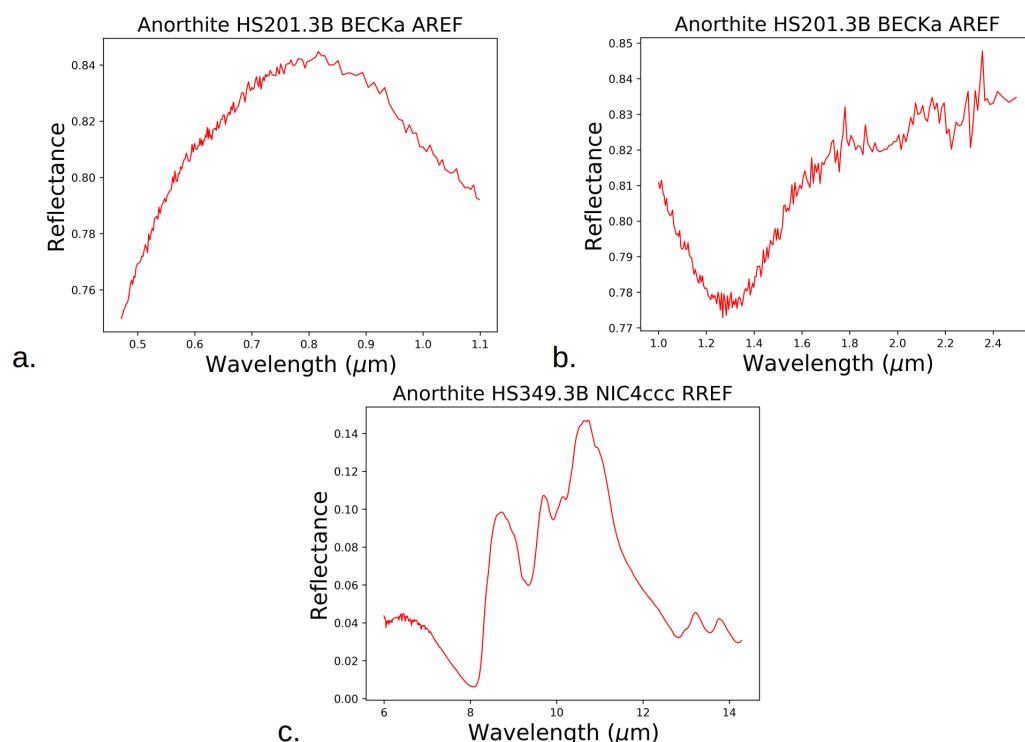 Anorthite HS201.3B BECKa AREF
Reflectance
0.84
0.82
0.80
0.78
0.76
0.5 0.6 0.7 0.8 0.9 1.0 1.1
Wavelength (μm)
a.
Anorthite HS201.3B BECKa AREF
Reflectance
0.85
0.84
0.83
0.82
0.81
0.80
0.79
0.78
0.77
1.0 1.2 1.4 1.6 1.8 2.0 2.2 2.4
Wavelength (μm)
b.
Anorthite HS349.3B NIC4ccc RREF
Reflectance
0.14
0.12
0.10
0.08
0.06
0.04
0.02
0.00
6 8 10 12 14
Wavelength (μm)
c.